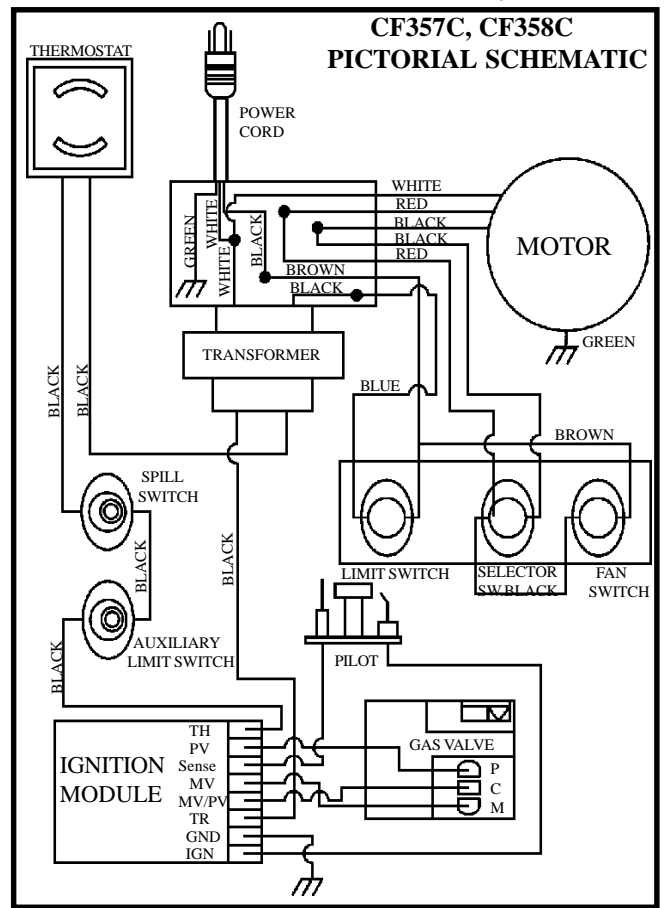 CF357C, CF358C
PICTORIAL SCHEMATIC
THERMOSTAT
POWER
CORD
WHITE
RED
BLACK
BLACK
RED
MOTOR
GREEN
WHITE
WHITE
BLACK
BROWN
BLACK
GREEN
TRANSFORMER
BLUE
BROWN
BLACK
BLACK
SPILL
SWITCH
BLACK
BLACK
LIMIT SWITCH
SELECTOR
SW.BLACK
FAN
SWITCH
AUXILIARY
LIMIT SWITCH
BLACK
PILOT
IGNITION
MODULE
TH
PV
Sense
MV
MV/PV
TR
GND
IGN
GAS VALVE
P
C
M